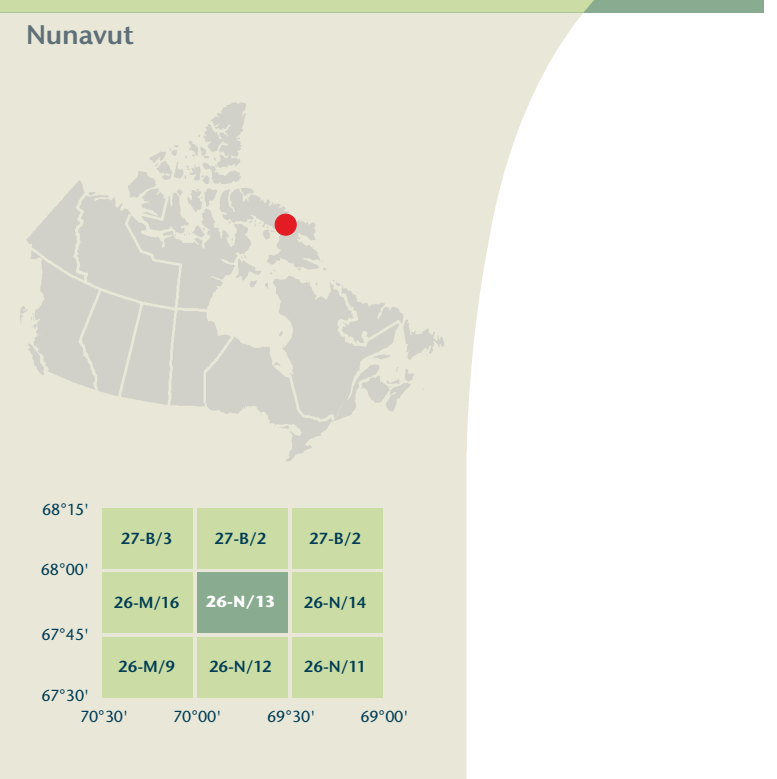 Nunavut
68°15'
27-B/3 27-B/2 27-B/2
68°00'
26-M/16 26-N/13 26-N/14
67°45'
26-M/9 26-N/12 26-N/11
67°30'
70°30' 70°00' 69°30' 69°00'